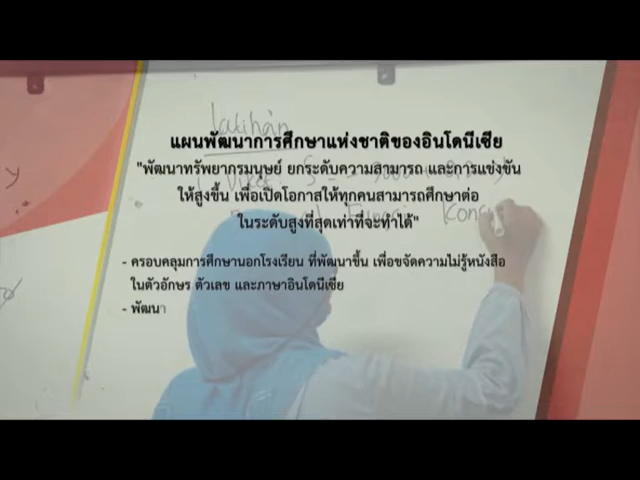 latihan
แผนพัฒนาการศึกษาแห่งชาติของอินโดนีเซีย
"พัฒนาทรัพยากรมนุษย์ ยกระดับความสามารถ และการแข่งขัน
ให้สูงขึ้น เพื่อเปิดโอกาสให้ทุกคนสามารถศึกษาต่อ
ในระดับสูงที่สุดเท่าที่จะทำได้"
- ครอบคลุมการศึกษานอกโรงเรียน ที่พัฒนาขึ้น เพื่อขจัดความไม่รู้หนังสือ
ในตัวอักษร ตัวเลข และภาษาอินโดนีเซีย
- พัฒนา